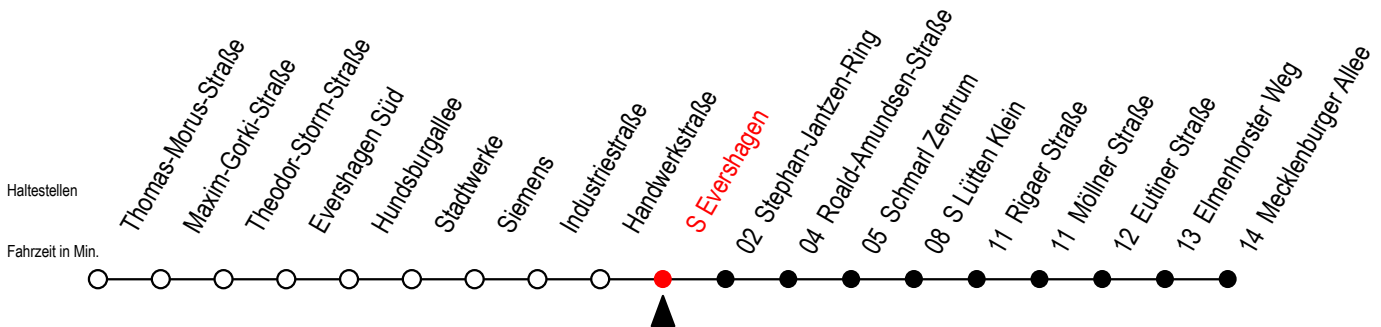 Haltestellen
Fahrzeit in Min.
Thomas-Morus-Straße
Maxim-Gorki-Straße
Theodor-Storm-Straße
Evershagen Süd
Hundsburgallee
Stadtwerke
Siemens
Industriestraße
Handwerkstraße
S Evershagen
02 Stephan-Jantzen-Ring
04 Roald-Amundsen-Straße
05 Schmarl Zentrum
08 S Lütten Klein
11 Rigaer Straße
11 Möllner Straße
12 Eutiner Straße
13 Elmenhorster Weg
14 Mecklenburger Allee